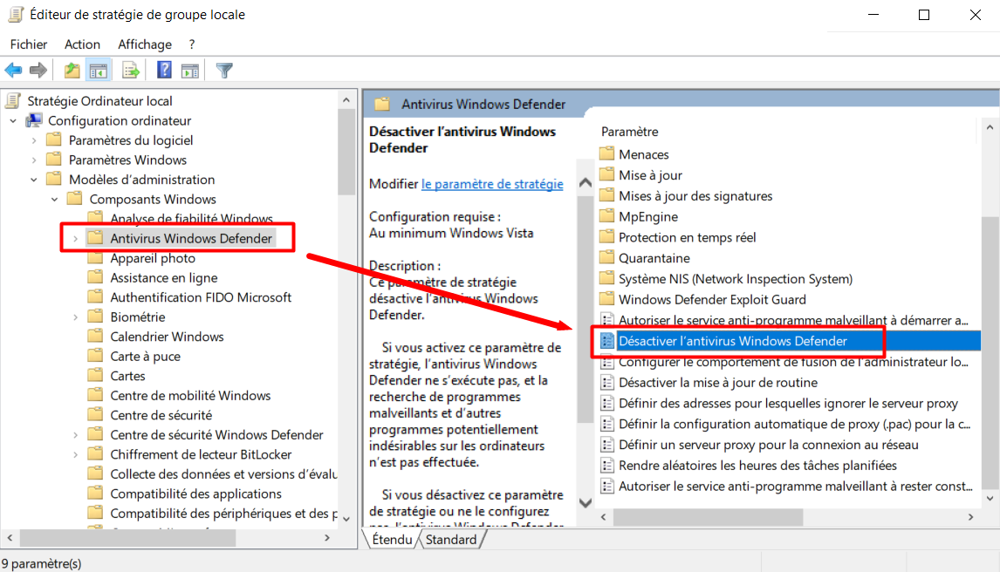 Éditeur de stratégie de groupe locale
Fichier Action Affichage ?
Stratégie Ordinateur local
Configuration ordinateur
Paramètres du logiciel
Paramètres Windows
Modèles d'administration
Composants Windows
Analyse de fiabilité Windows
Antivirus Windows Defender
Appareil photo
Assistance en ligne
Authentification FIDO Microsoft
Biométrie
Calendrier Windows
Carte à puce
Cartes
Centre de mobilité Windows
Centre de sécurité
Centre de sécurité Windows Defender
Chiffrement de lecteur BitLocker
Collecte des données et versions d'évalu
Compatibilité des applications
Compatibilité des périphériques et des p
Antivirus Windows Defender
Désactiver l'antivirus Windows
Defender
Modifier le paramètre de stratégie
Configuration requise :
Au minimum Windows Vista
Description :
Ce paramètre de stratégie
désactive l'antivirus Windows
Defender.
Si vous activez ce paramètre de
stratégie, l'antivirus Windows
Defender ne s'exécute pas, et la
recherche de programmes
malveillants et d'autres
programmes potentiellement
indésirables sur les ordinateurs
n'est pas effectuée.
Si vous désactivez ce paramètre
de stratégie ou ne le configurez
pas, l'antivirus Windows Defender
Paramètre
Menaces
Mise à jour
Mises à jour des signatures
MpEngine
Protection en temps réel
Quarantaine
Système NIS (Network Inspection System)
Windows Defender Exploit Guard
Autoriser le service anti-programme malveillant à démarrer a...
Désactiver l'antivirus Windows Defender
Configurer le comportement de fusion de l'administrateur lo...
Désactiver la mise à jour de routine
Définir des adresses pour lesquelles ignorer le serveur proxy
Définir la configuration automatique de proxy (.pac) pour la c...
Définir un serveur proxy pour la connexion au réseau
Rendre aléatoires les heures des tâches planifiées
Autoriser le service anti-programme malveillant à rester const...
Étendu Standard
9 paramètre(s)